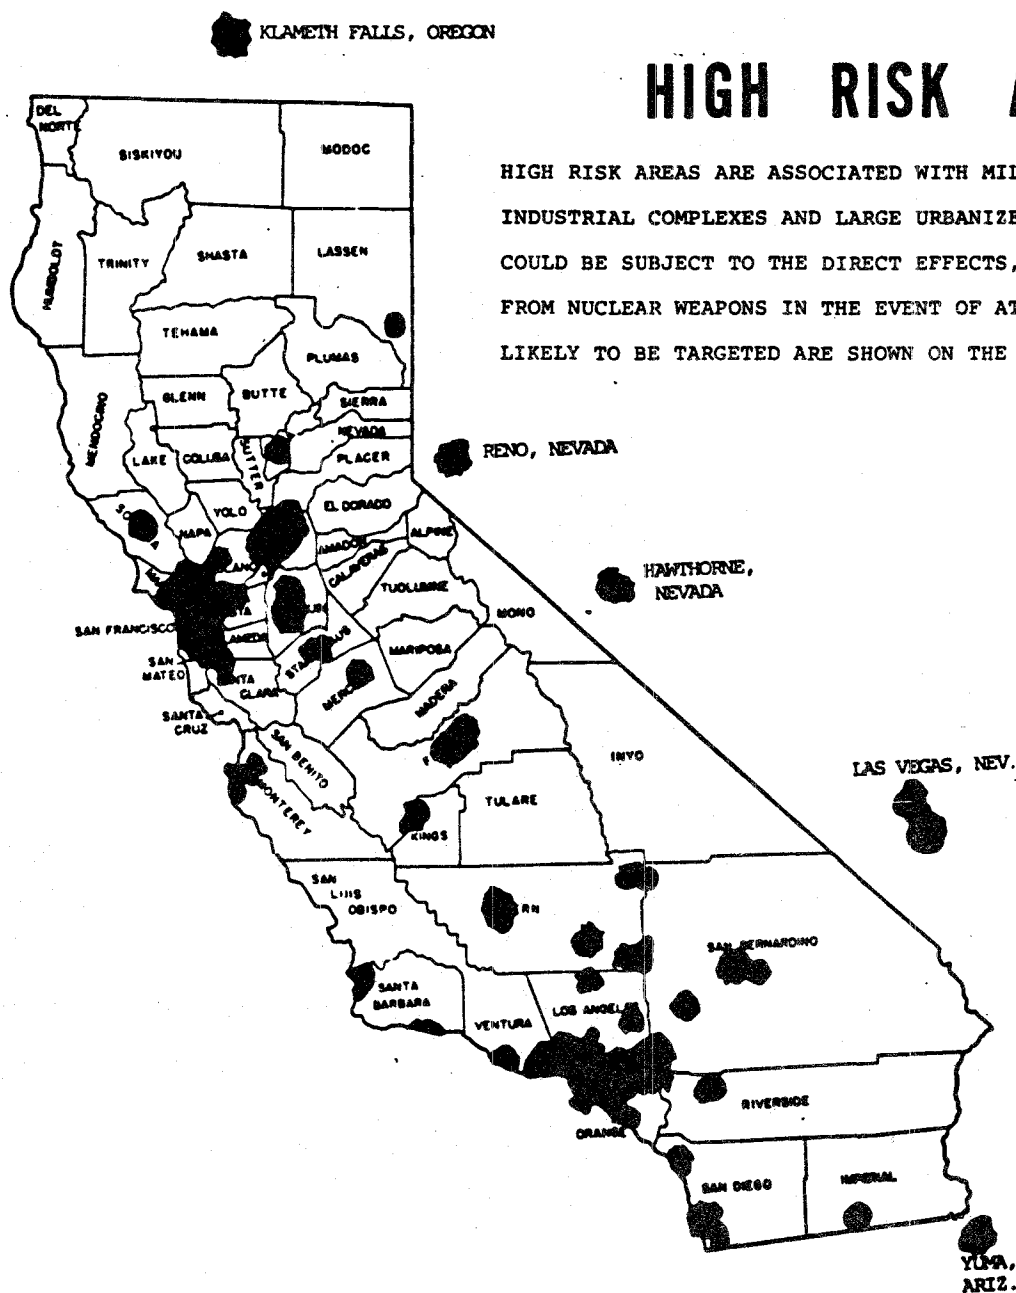 KLAMETH FALLS, OREGON
HIGH RISK
HIGH RISK AREAS ARE ASSOCIATED WITH MIL
INDUSTRIAL COMPLEXES AND LARGE URBANIZE
COULD BE SUBJECT TO THE DIRECT EFFECTS,
FROM NUCLEAR WEAPONS IN THE EVENT OF AT
LIKELY TO BE TARGETED ARE SHOWN ON THE
DEL
NORTE
SISKIYOU
MODOC
HUMBOLDT
TRINITY
SHASTA
LASSEN
TEHAMA
PLUMAS
MENDOCINO
GLENN
BUTTE
SIERRA
NEVADA
LAKE
COLUSA
SUTTER
PLACER
RENO, NEVADA
YOLO
EL DORADO
NAPA
AMADOR
ALPINE
CALAVERAS
TUOLUMNE
MONO
HAWTHORNE,
NEVADA
SAN FRANCISCO
MARIPOSA
SAN
MATEO
CLARA
MADERA
SANTA
CRUZ
SAN BENITO
INYO
LAS VEGAS, NEV.
MONTEREY
KINGS
TULARE
SAN
LUIS
OBISPO
RN
SAN BERNARDINO
SANTA
BARBARA
VENTURA
LOS ANGELES
RIVERSIDE
ORANGE
SAN DIEGO
IMPERIAL
YUMA,
ARIZ.